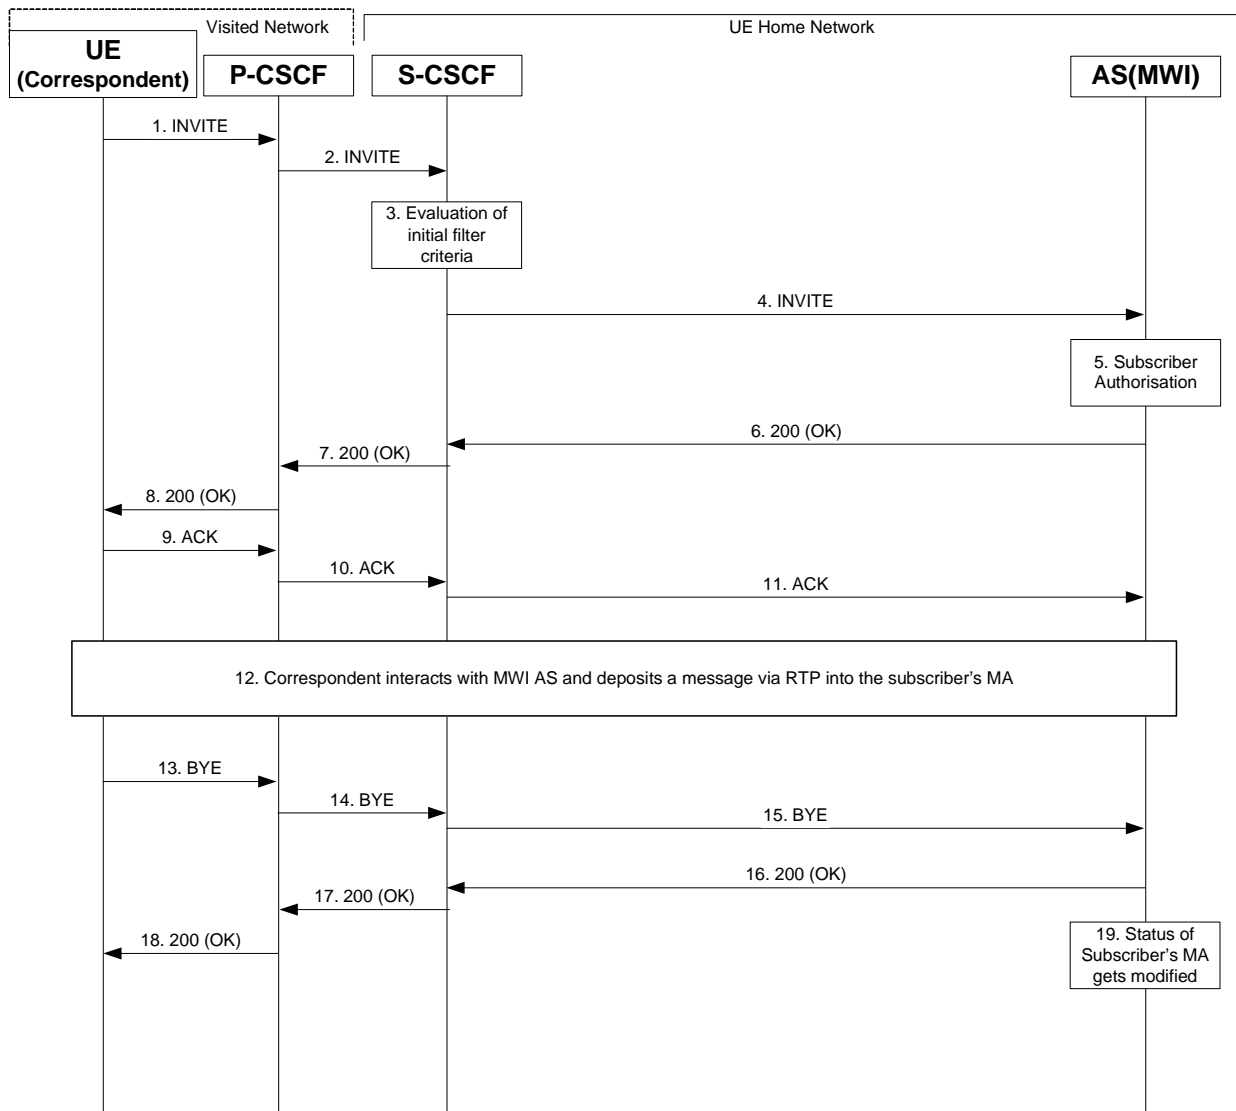 Visited Network
UE Home Network
UE
(Correspondent)
P-CSCF
S-CSCF
AS(MWI)
1. INVITE
2. INVITE
3. Evaluation of
initial filter
criteria
4. INVITE
5. Subscriber
Authorisation
6. 200 (OK)
7. 200 (OK)
8. 200 (OK)
9. ACK
10. ACK
11. ACK
12. Correspondent interacts with MWI AS and deposits a message via RTP into the subscriber's MA
13. BYE
14. BYE
15. BYE
16. 200 (OK)
17. 200 (OK)
18. 200 (OK)
19. Status of
Subscriber's MA
gets modified